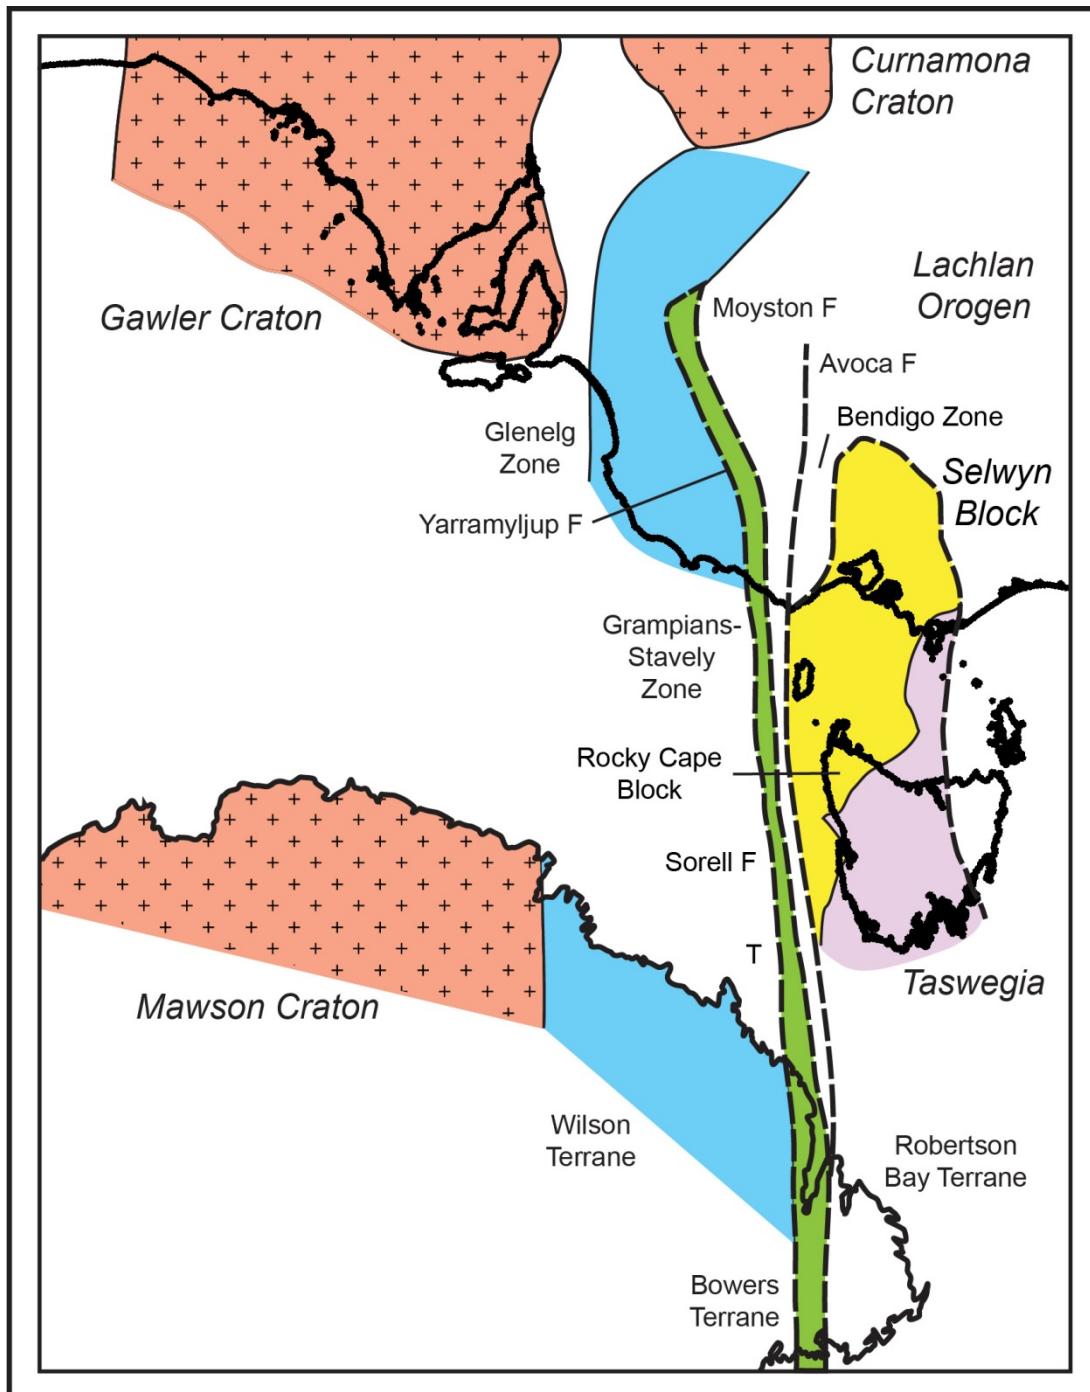 Curnamona
Craton
Lachlan
Orogen
Gawler Craton
Moyston F
Avoca F
Bendigo Zone
Glenelg
Zone
Selwyn
Block
Yarramyljup F
Grampians-
Stavely
Zone
Rocky Cape
Block
Sorell F
T
Taswegia
Mawson Craton
Wilson
Terrane
Robertson
Bay Terrane
Bowers
Terrane